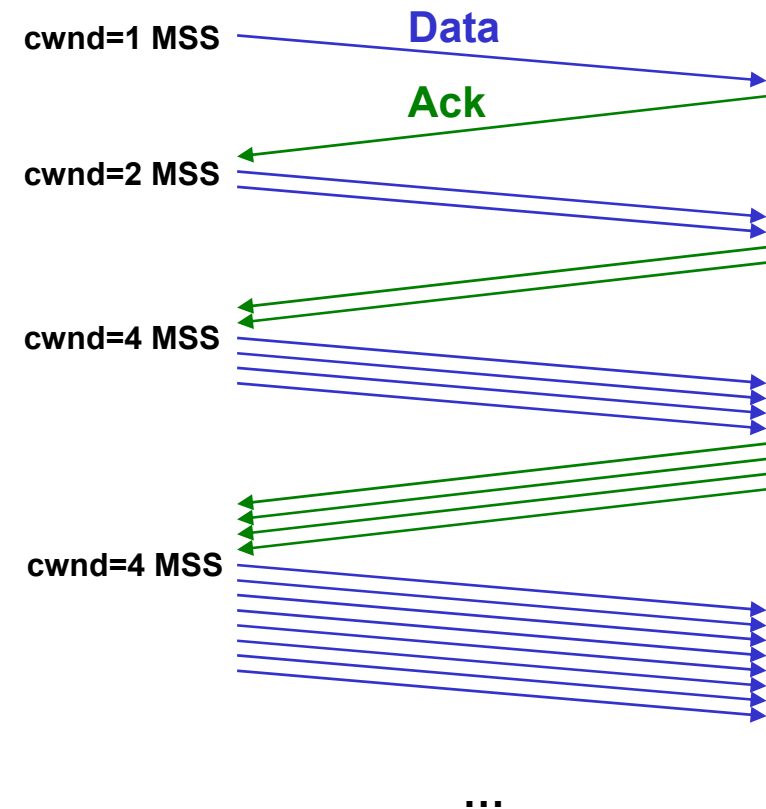 Data
cwnd=1 MSS
Ack
cwnd=2 MSS
cwnd=4 MSS
cwnd=4 MSS
...